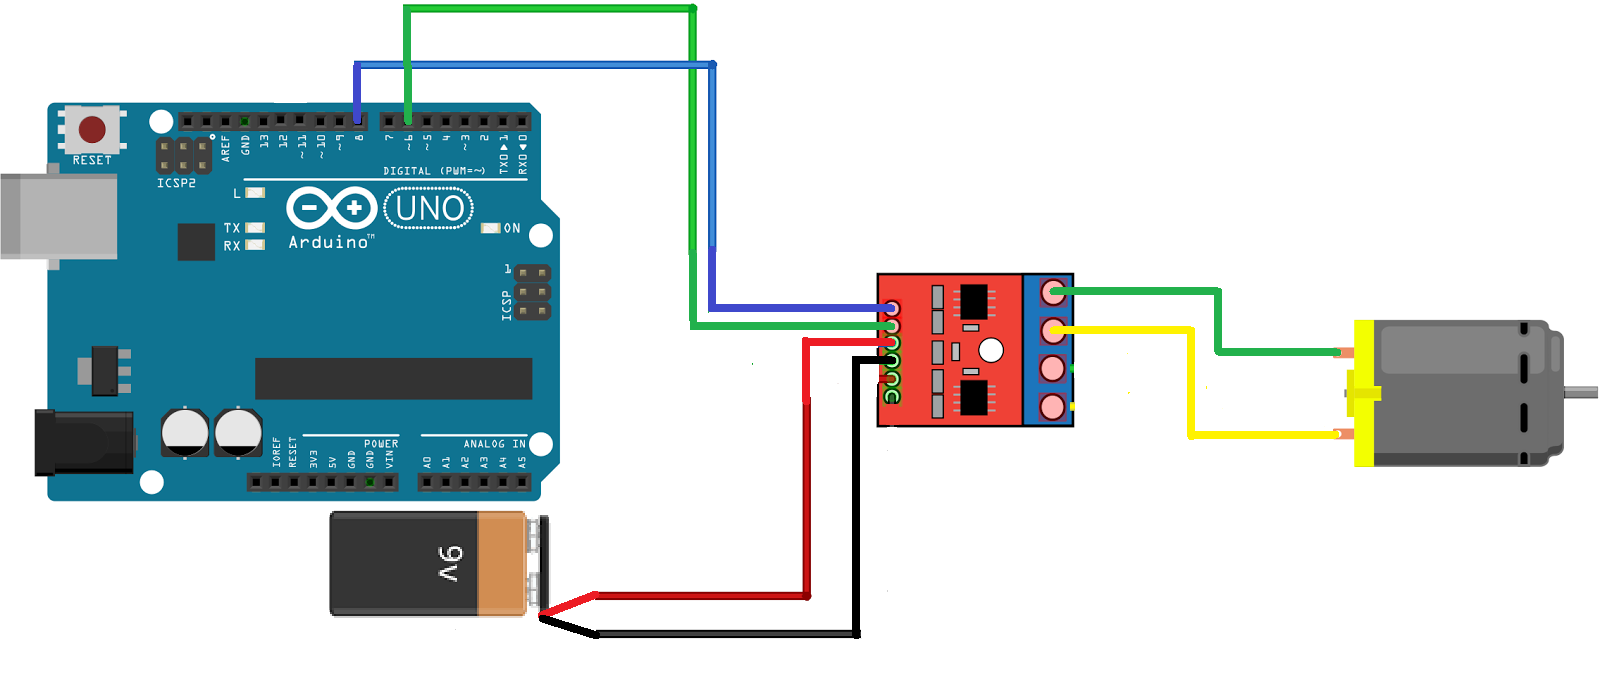 RESET
ICSP2
AREF
GND
13
12
~11
~10
~9
8
7
~6
~5
4
~3
2
TX0▶1
RX0◀0
DIGITAL (PWM=~)
L
TX
RX
UNO
Arduino™
ON
1
ICSP
IOREF
RESET
3V3
5V
GND
GND
VIN
POWER
ANALOG IN
A0
A1
A2
A3
A4
A5
9v